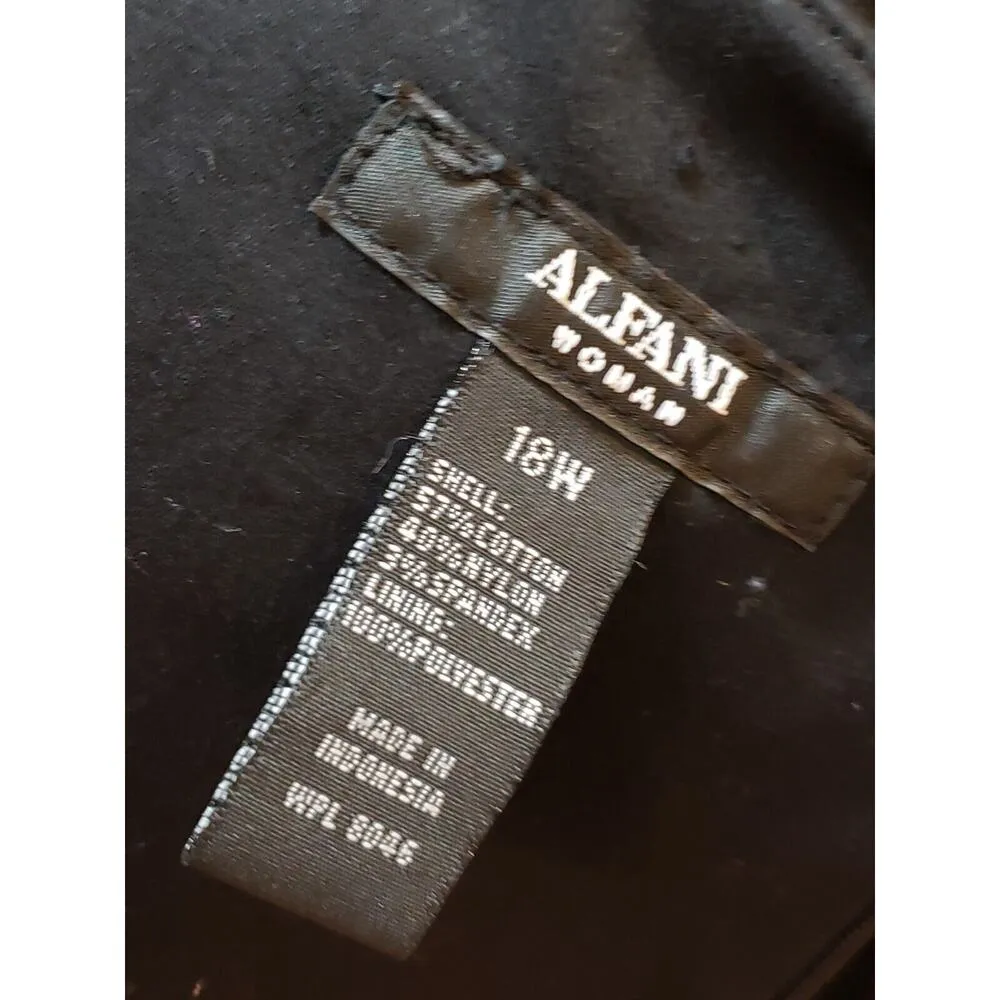 ALFANI
WOMAN
18W
SHELL:
57%COTTON
40%NYLON
3%SPANDEX
LINING:
100%POLYESTER
MADE IN
INDONESIA
WPL 8046